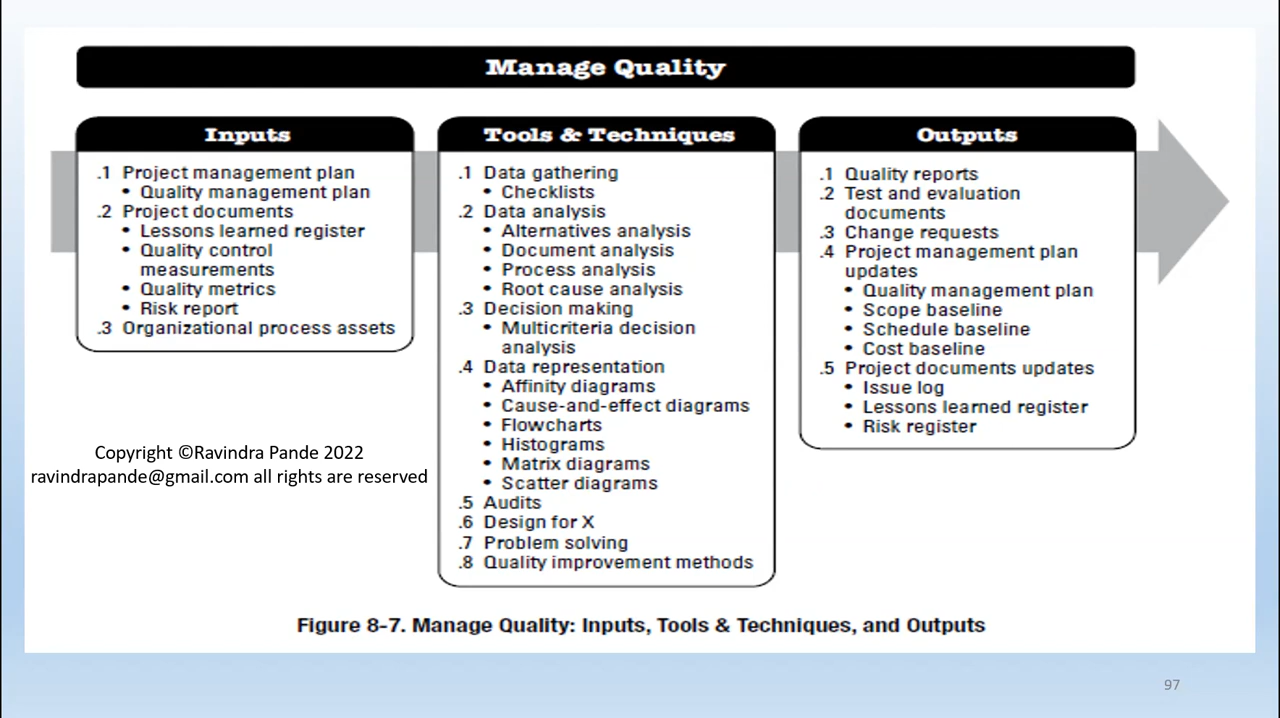 Manage Quality
Inputs
.1 Project management plan
• Quality management plan
.2 Project documents
• Lessons learned register
• Quality control
measurements
• Quality metrics
• Risk report
.3 Organizational process assets
Tools & Techniques
.1 Data gathering
• Checklists
.2 Data analysis
• Alternatives analysis
• Document analysis
• Process analysis
• Root cause analysis
.3 Decision making
• Multicriteria decision
analysis
.4 Data representation
• Affinity diagrams
• Cause-and-effect diagrams
• Flowcharts
• Histograms
• Matrix diagrams
• Scatter diagrams
.5 Audits
.6 Design for X
.7 Problem solving
.8 Quality improvement methods
Outputs
.1 Quality reports
.2 Test and evaluation
documents
.3 Change requests
.4 Project management plan
updates
• Quality management plan
• Scope baseline
• Schedule baseline
• Cost baseline
.5 Project documents updates
• Issue log
• Lessons learned register
• Risk register
Copyright ©Ravindra Pande 2022
ravindrapande@gmail.com all rights are reserved
Figure 8-7. Manage Quality: Inputs, Tools & Techniques, and Outputs
97